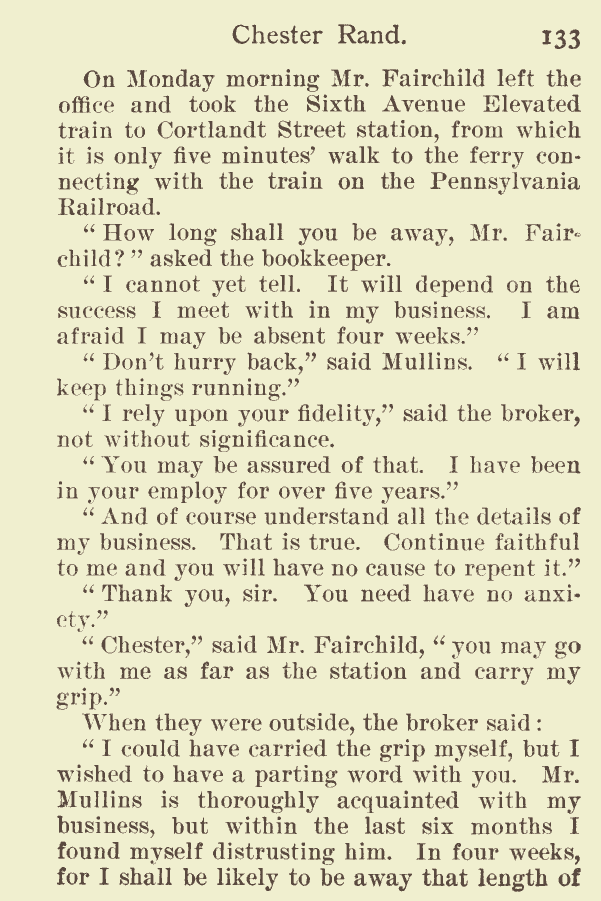 Chester Rand. 133
On Monday morning Mr. Fairchild left the
office and took the Sixth Avenue Elevated
train to Cortlandt Street station, from which
it is only five minutes' walk to the ferry con-
necting with the train on the Pennsylvania
Railroad.
"How long shall you be away, Mr. Fair-
child?" asked the bookkeeper.
"I cannot yet tell. It will depend on the
success I meet with in my business. I am
afraid I may be absent four weeks."
"Don't hurry back," said Mullins. "I will
keep things running."
"I rely upon your fidelity," said the broker,
not without significance.
"You may be assured of that. I have been
in your employ for over five years."
"And of course understand all the details of
my business. That is true. Continue faithful
to me and you will have no cause to repent it."
"Thank you, sir. You need have no anxi-
ety."
"Chester," said Mr. Fairchild, "you may go
with me as far as the station and carry my
grip."
When they were outside, the broker said:
"I could have carried the grip myself, but I
wished to have a parting word with you. Mr.
Mullins is thoroughly acquainted with my
business, but within the last six months I
found myself distrusting him. In four weeks,
for I shall be likely to be away that length of